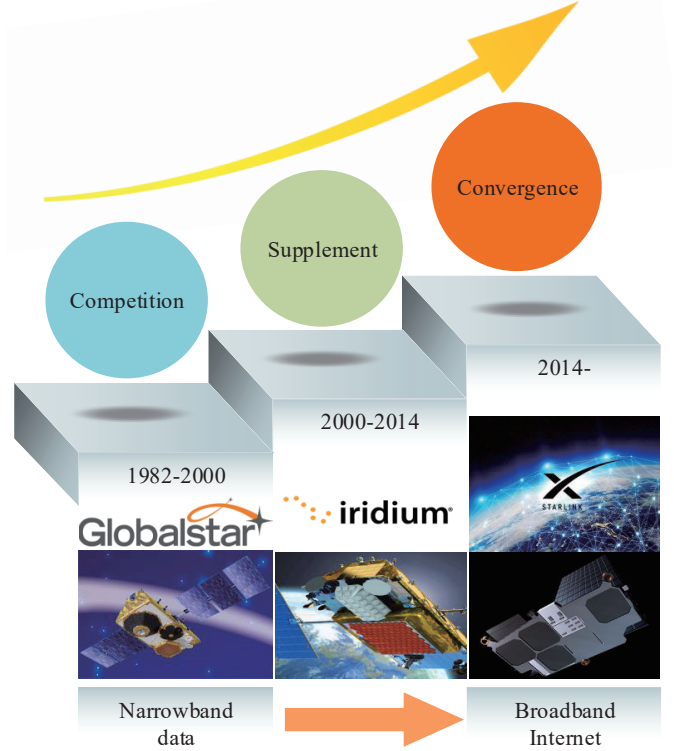 Convergence
Supplement
Competition
2014-
2000-2014
1982-2000
Globalstar
iridium®
STARLINK
Narrowband
data
Broadband
Internet